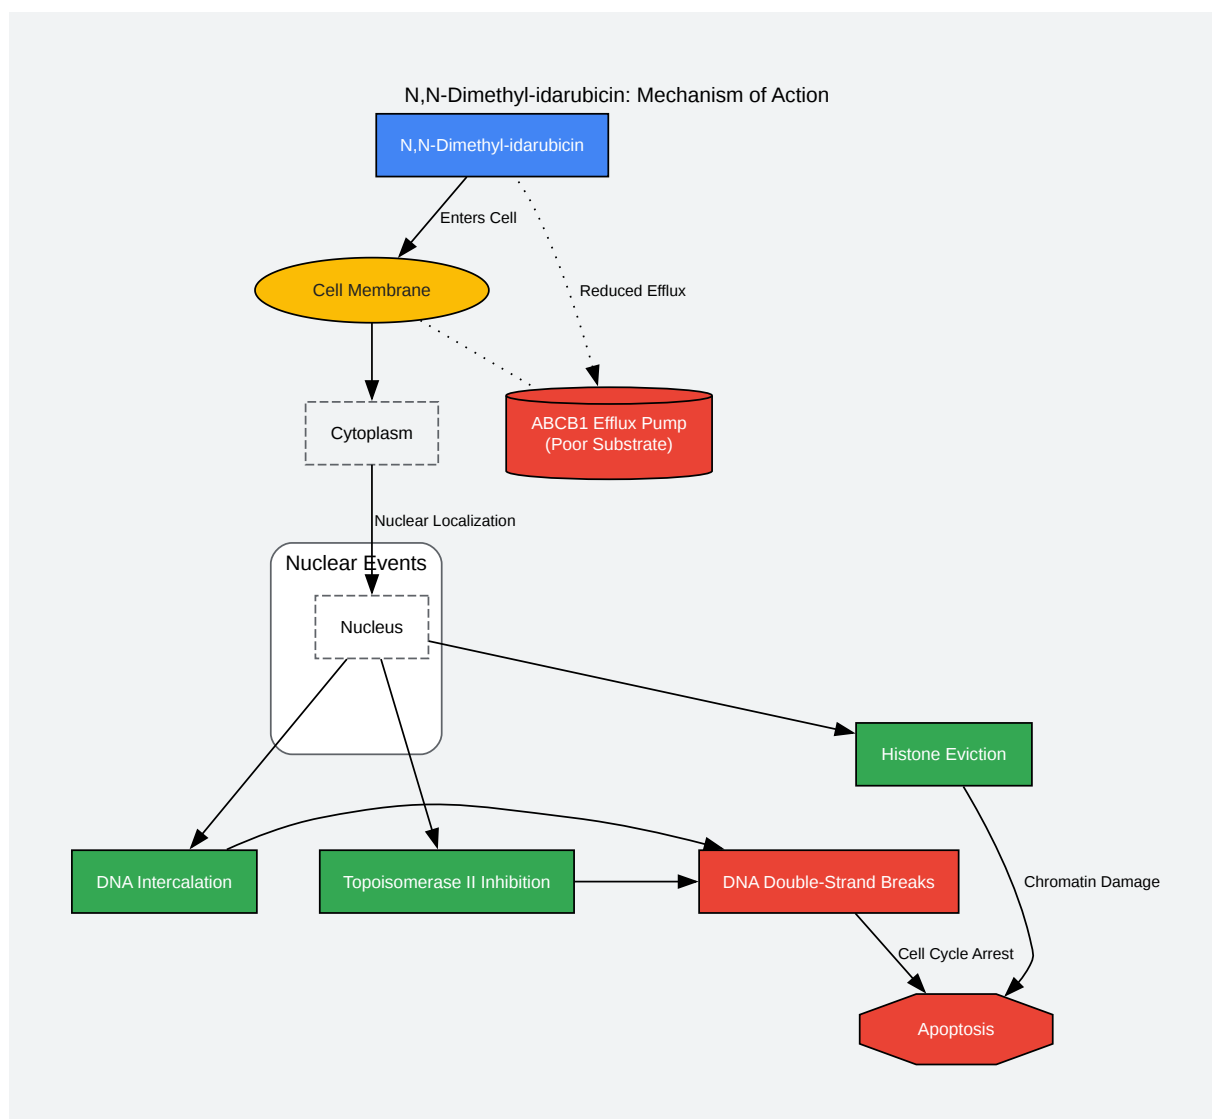 N,N-Dimethyl-idarubicin: Mechanism of Action
N,N-Dimethyl-idarubicin
Enters Cell
Cell Membrane
Reduced Efflux
ABCB1 Efflux Pump
(Poor Substrate)
Cytoplasm
Nuclear Localization
Nuclear Events
Nucleus
Histone Eviction
DNA Intercalation
Topoisomerase II Inhibition
DNA Double-Strand Breaks
Chromatin Damage
Cell Cycle Arrest
Apoptosis